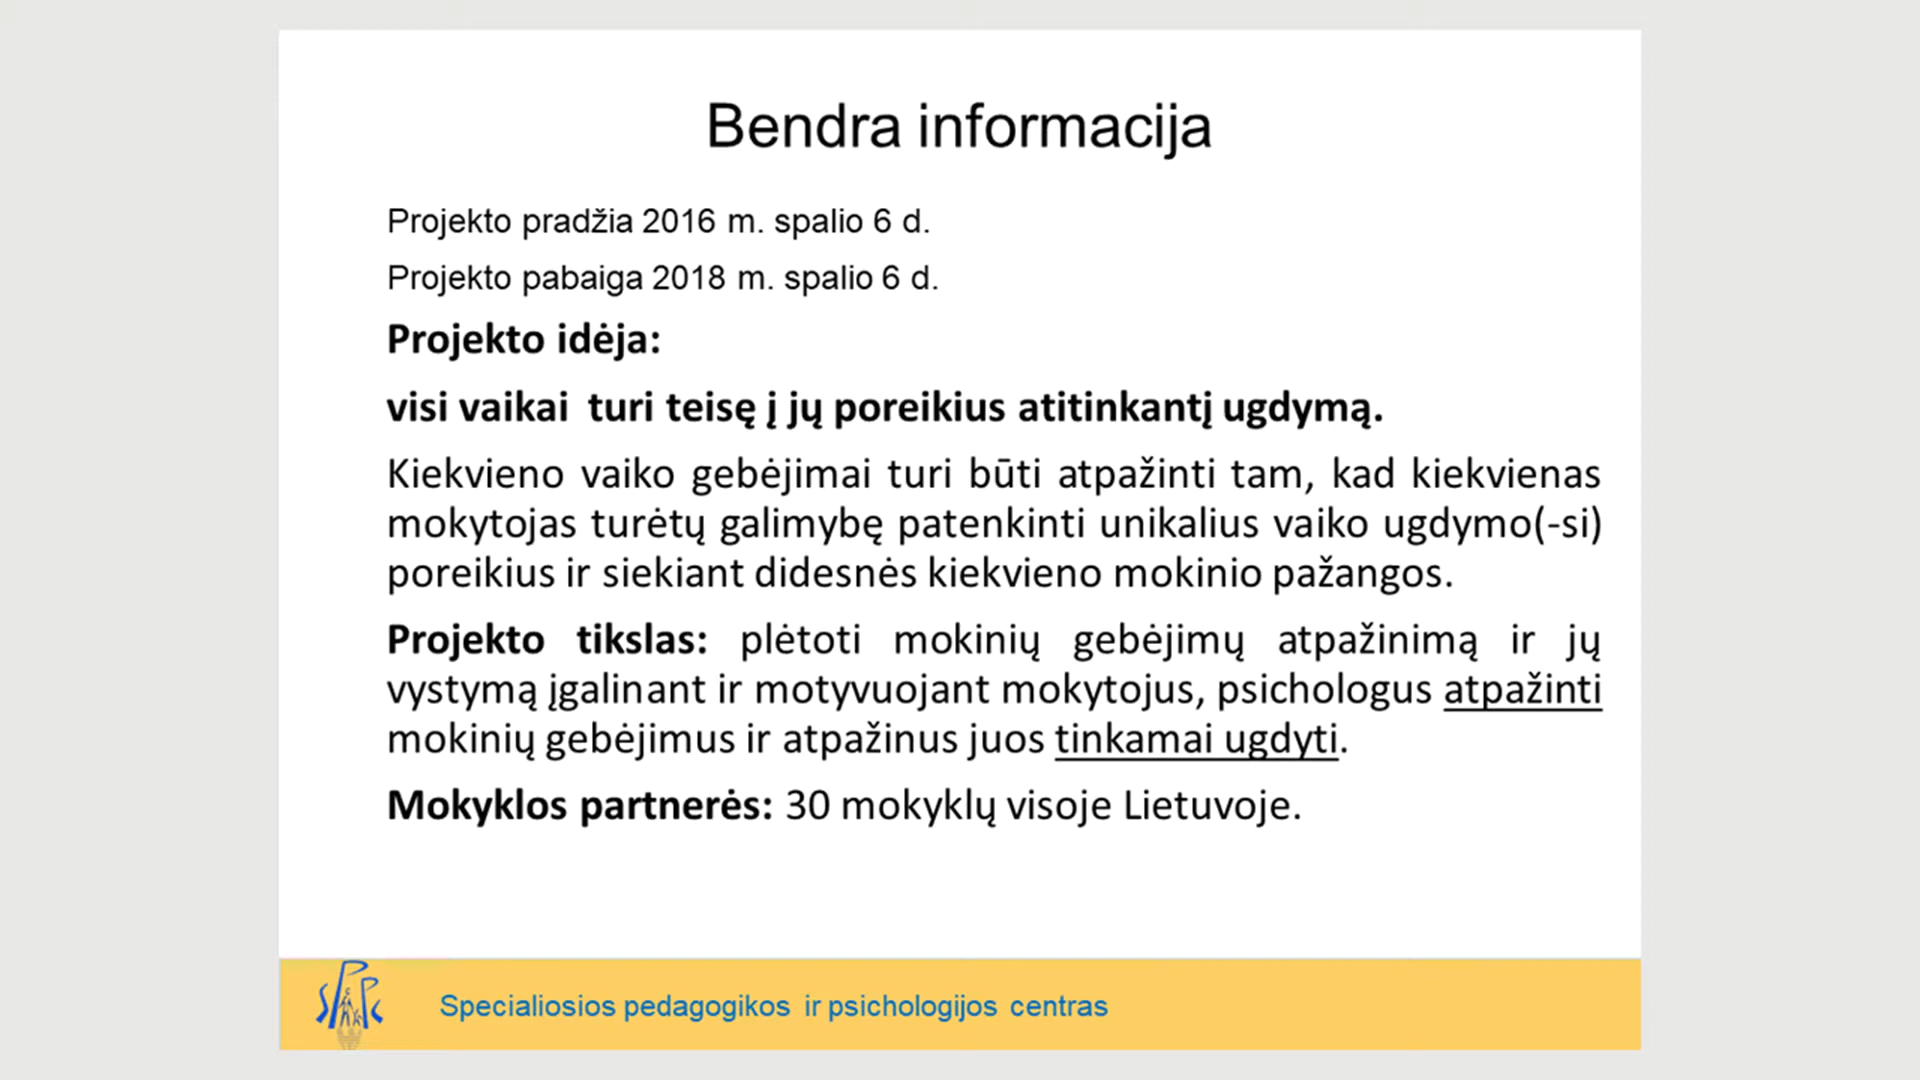 Bendra informacija
Projekto pradžia 2016 m. spalio 6 d.
Projekto pabaiga 2018 m. spalio 6 d.
Projekto idėja:
visi vaikai turi teisę į jų poreikius atitinkantį ugdymą.
Kiekvieno vaiko gebėjimai turi būti atpažinti tam, kad kiekvienas
mokytojas turėtų galimybę patenkinti unikalius vaiko ugdymo(-si)
poreikius ir siekiant didesnės kiekvieno mokinio pažangos.
Projekto tikslas: plėtoti mokinių gebėjimų atpažinimą ir jų
vystymą įgalinant ir motyvuojant mokytojus, psichologus atpažinti
mokinių gebėjimus ir atpažinus juos tinkamai ugdyti.
Mokyklos partnerės: 30 mokyklų visoje Lietuvoje.
Specialiosios pedagogikos ir psichologijos centras